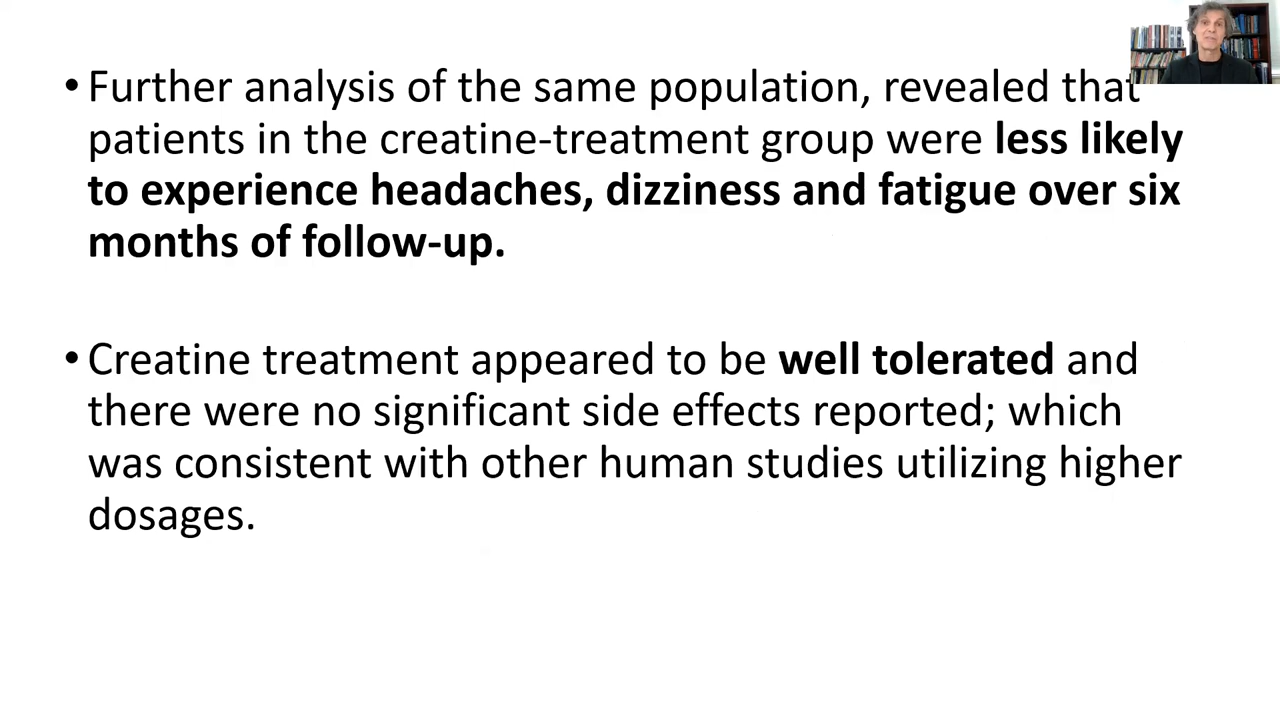 • Further analysis of the same population, revealed that
patients in the creatine-treatment group were less likely
to experience headaches, dizziness and fatigue over six
months of follow-up.
• Creatine treatment appeared to be well tolerated and
there were no significant side effects reported; which
was consistent with other human studies utilizing higher
dosages.